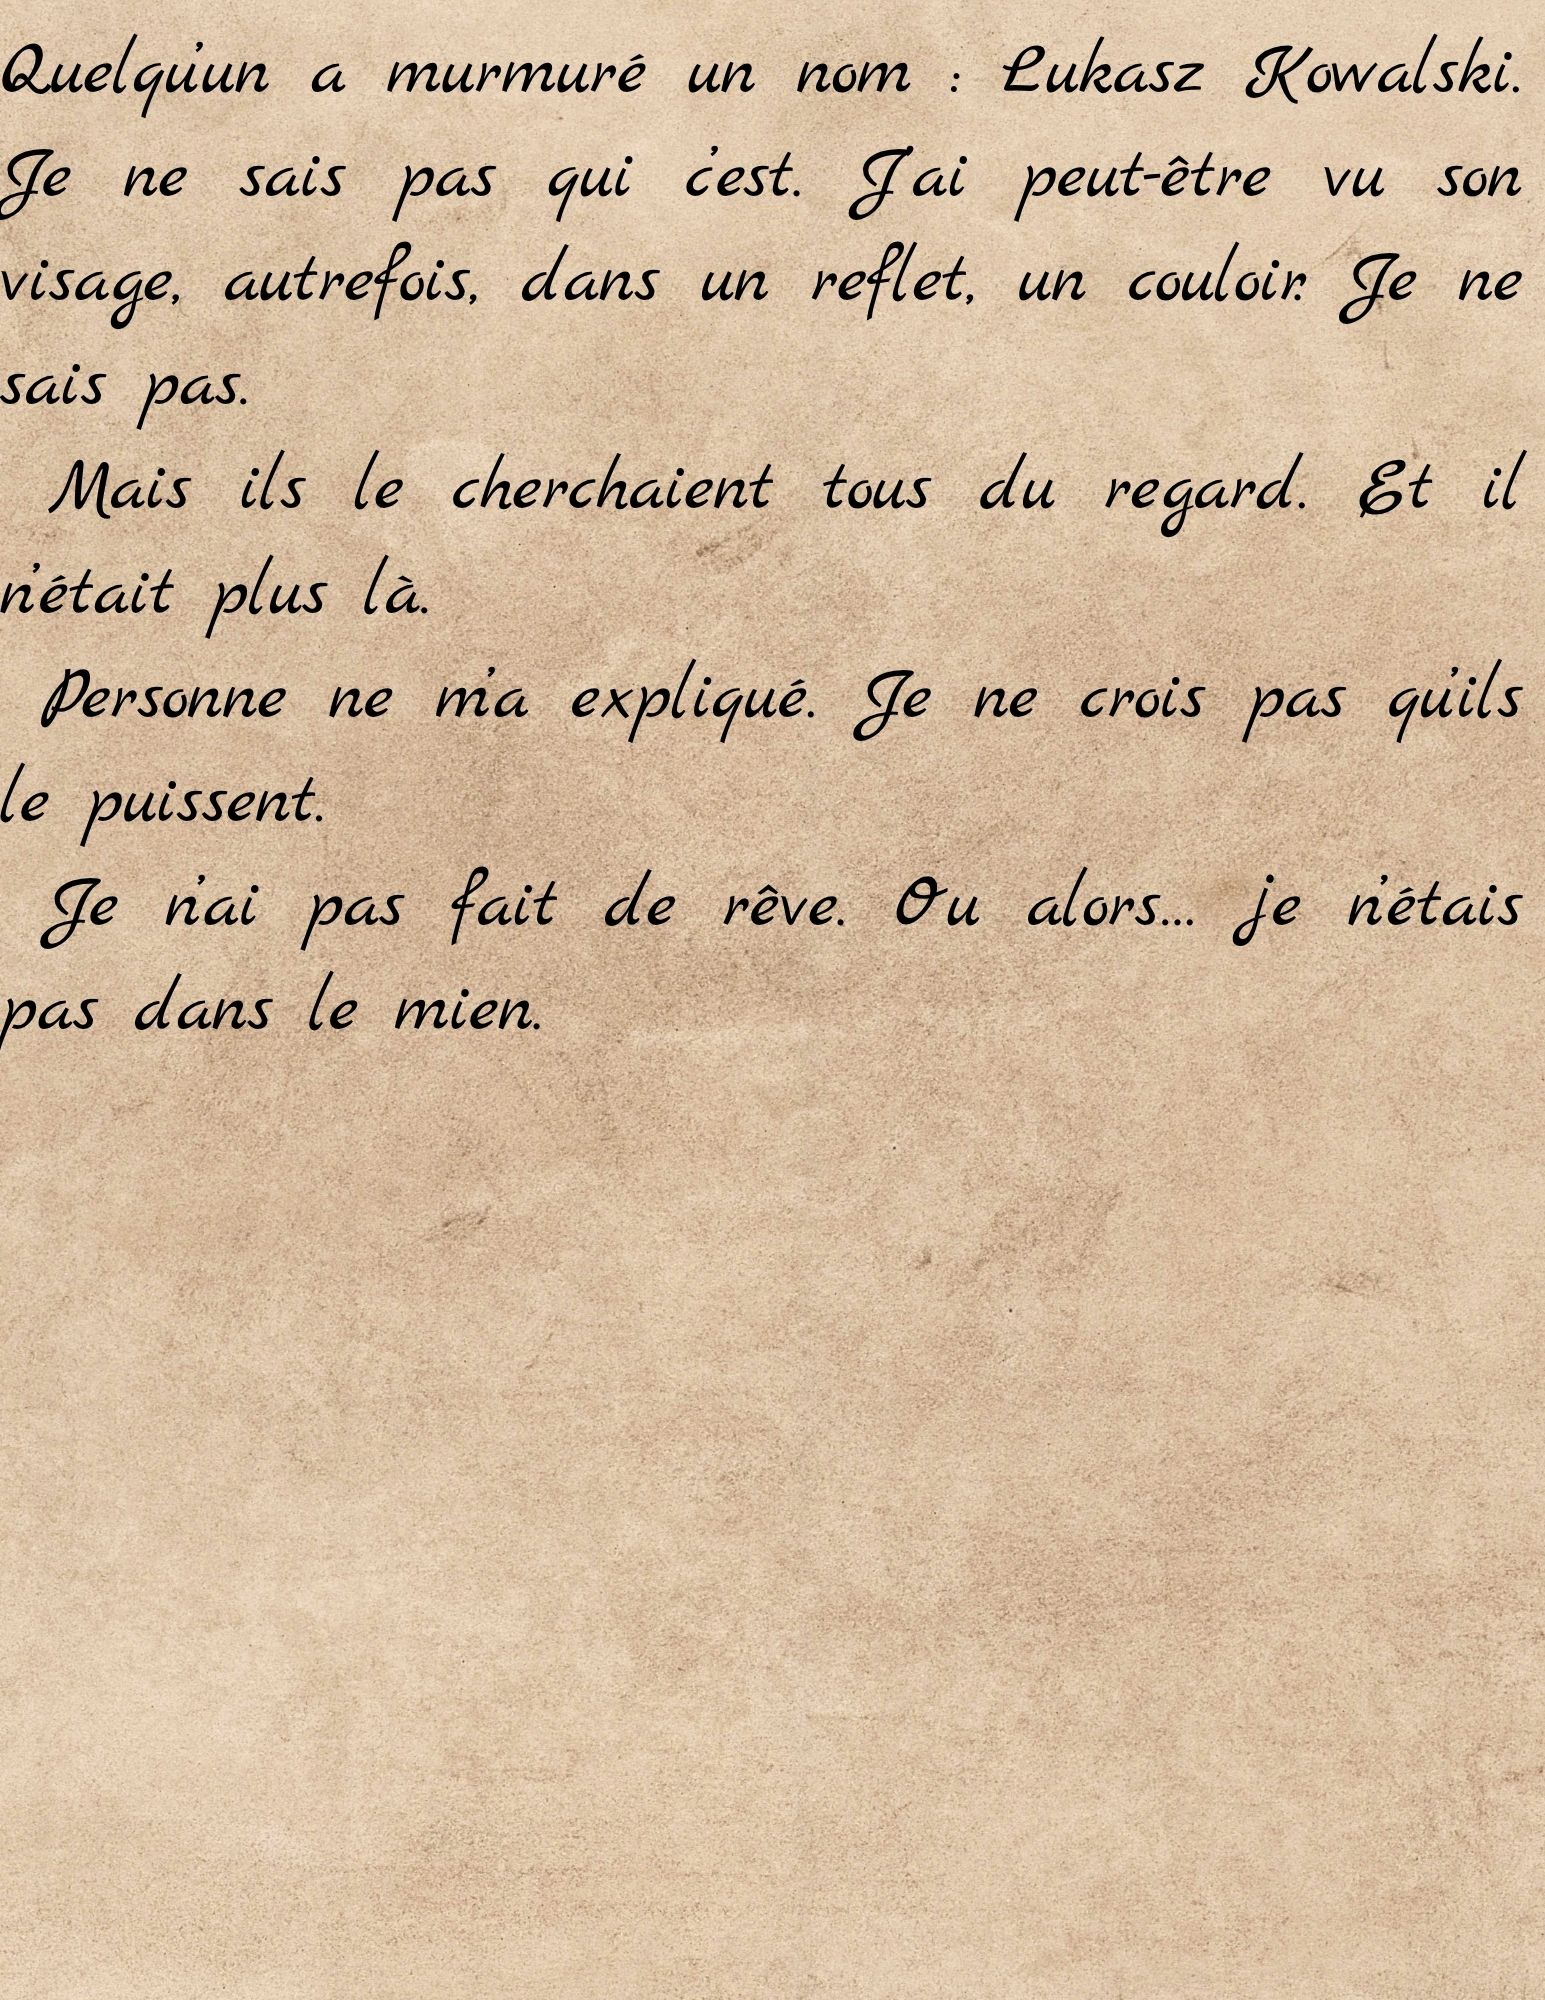 Quelqu'un a murmuré un nom : Łukasz Kowalski.
Je ne sais pas qui c'est. J'ai peut-être vu son
visage, autrefois, dans un reflet, un couloir. Je ne
sais pas.
Mais ils le cherchaient tous du regard. Et il
n'était plus là.
Personne ne m'a expliqué. Je ne crois pas qu'ils
le puissent.
Je n'ai pas fait de rêve. Ou alors... je n'étais
pas dans le mien.